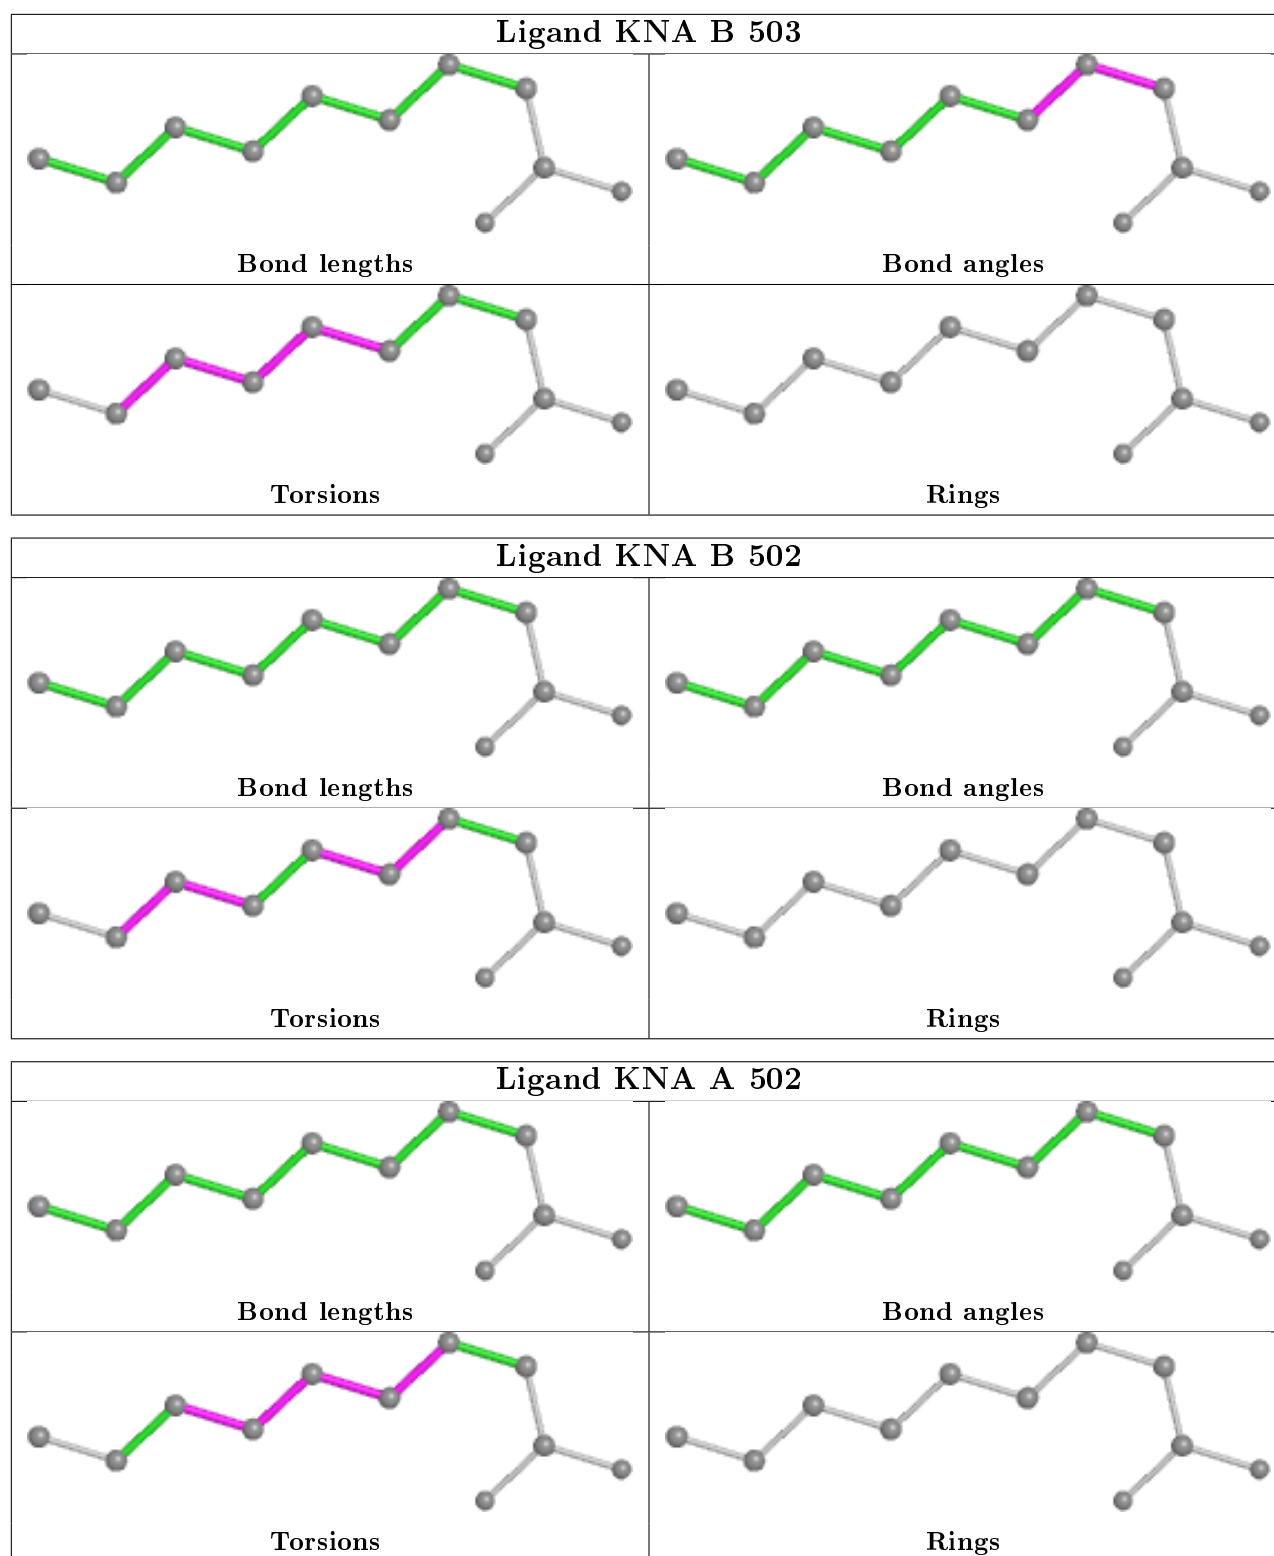 Ligand KNA B 503
Bond lengths
Bond angles
Torsions
Rings
Ligand KNA B 502
Bond lengths
Bond angles
Torsions
Rings
Ligand KNA A 502
Bond lengths
Bond angles
Torsions
Rings